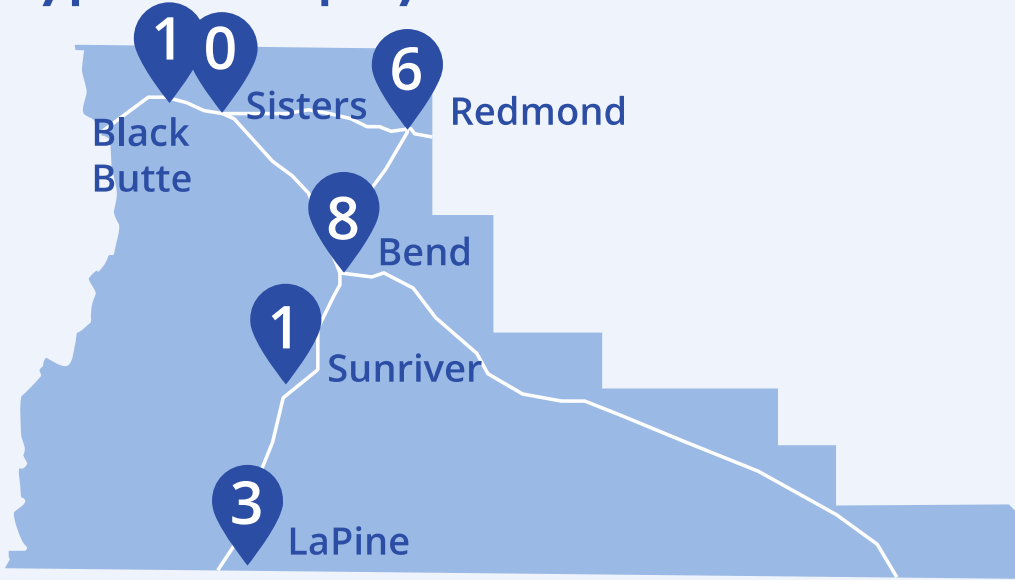 1
0
6
Sisters
Redmond
Black
Butte
8
Bend
1
Sunriver
3
LaPine